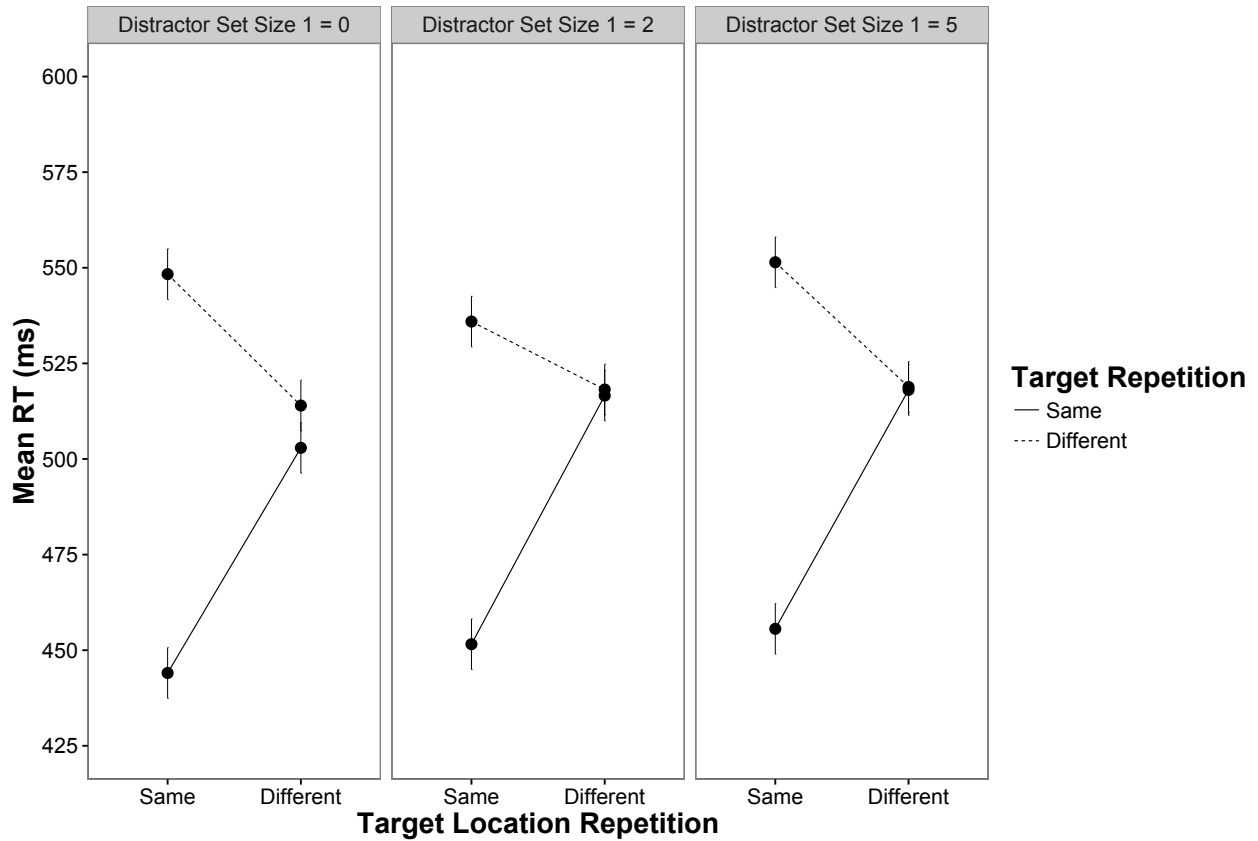 Distractor Set Size 1 = 0
Distractor Set Size 1 = 2
Distractor Set Size 1 = 5
600
575
550
525
500
475
450
425
Mean RT (ms)
Same Different
Same Different
Same Different
Target Location Repetition
Target Repetition
Same
Different